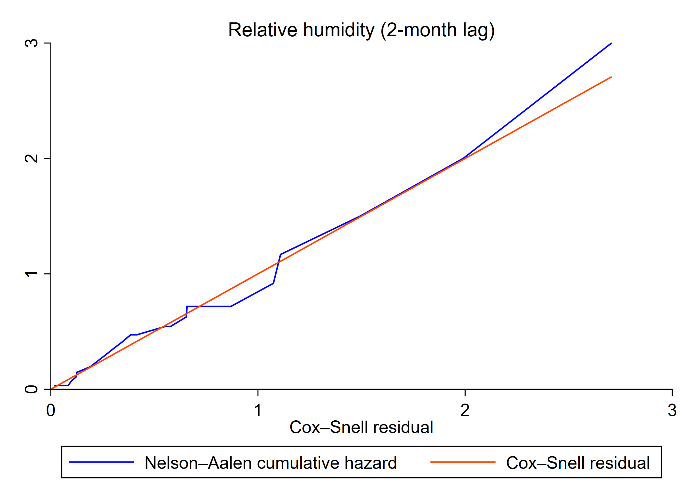 Relative humidity (2-month lag)
3
2
1
0
0 1 2 3
Cox–Snell residual
Nelson–Aalen cumulative hazard Cox–Snell residual